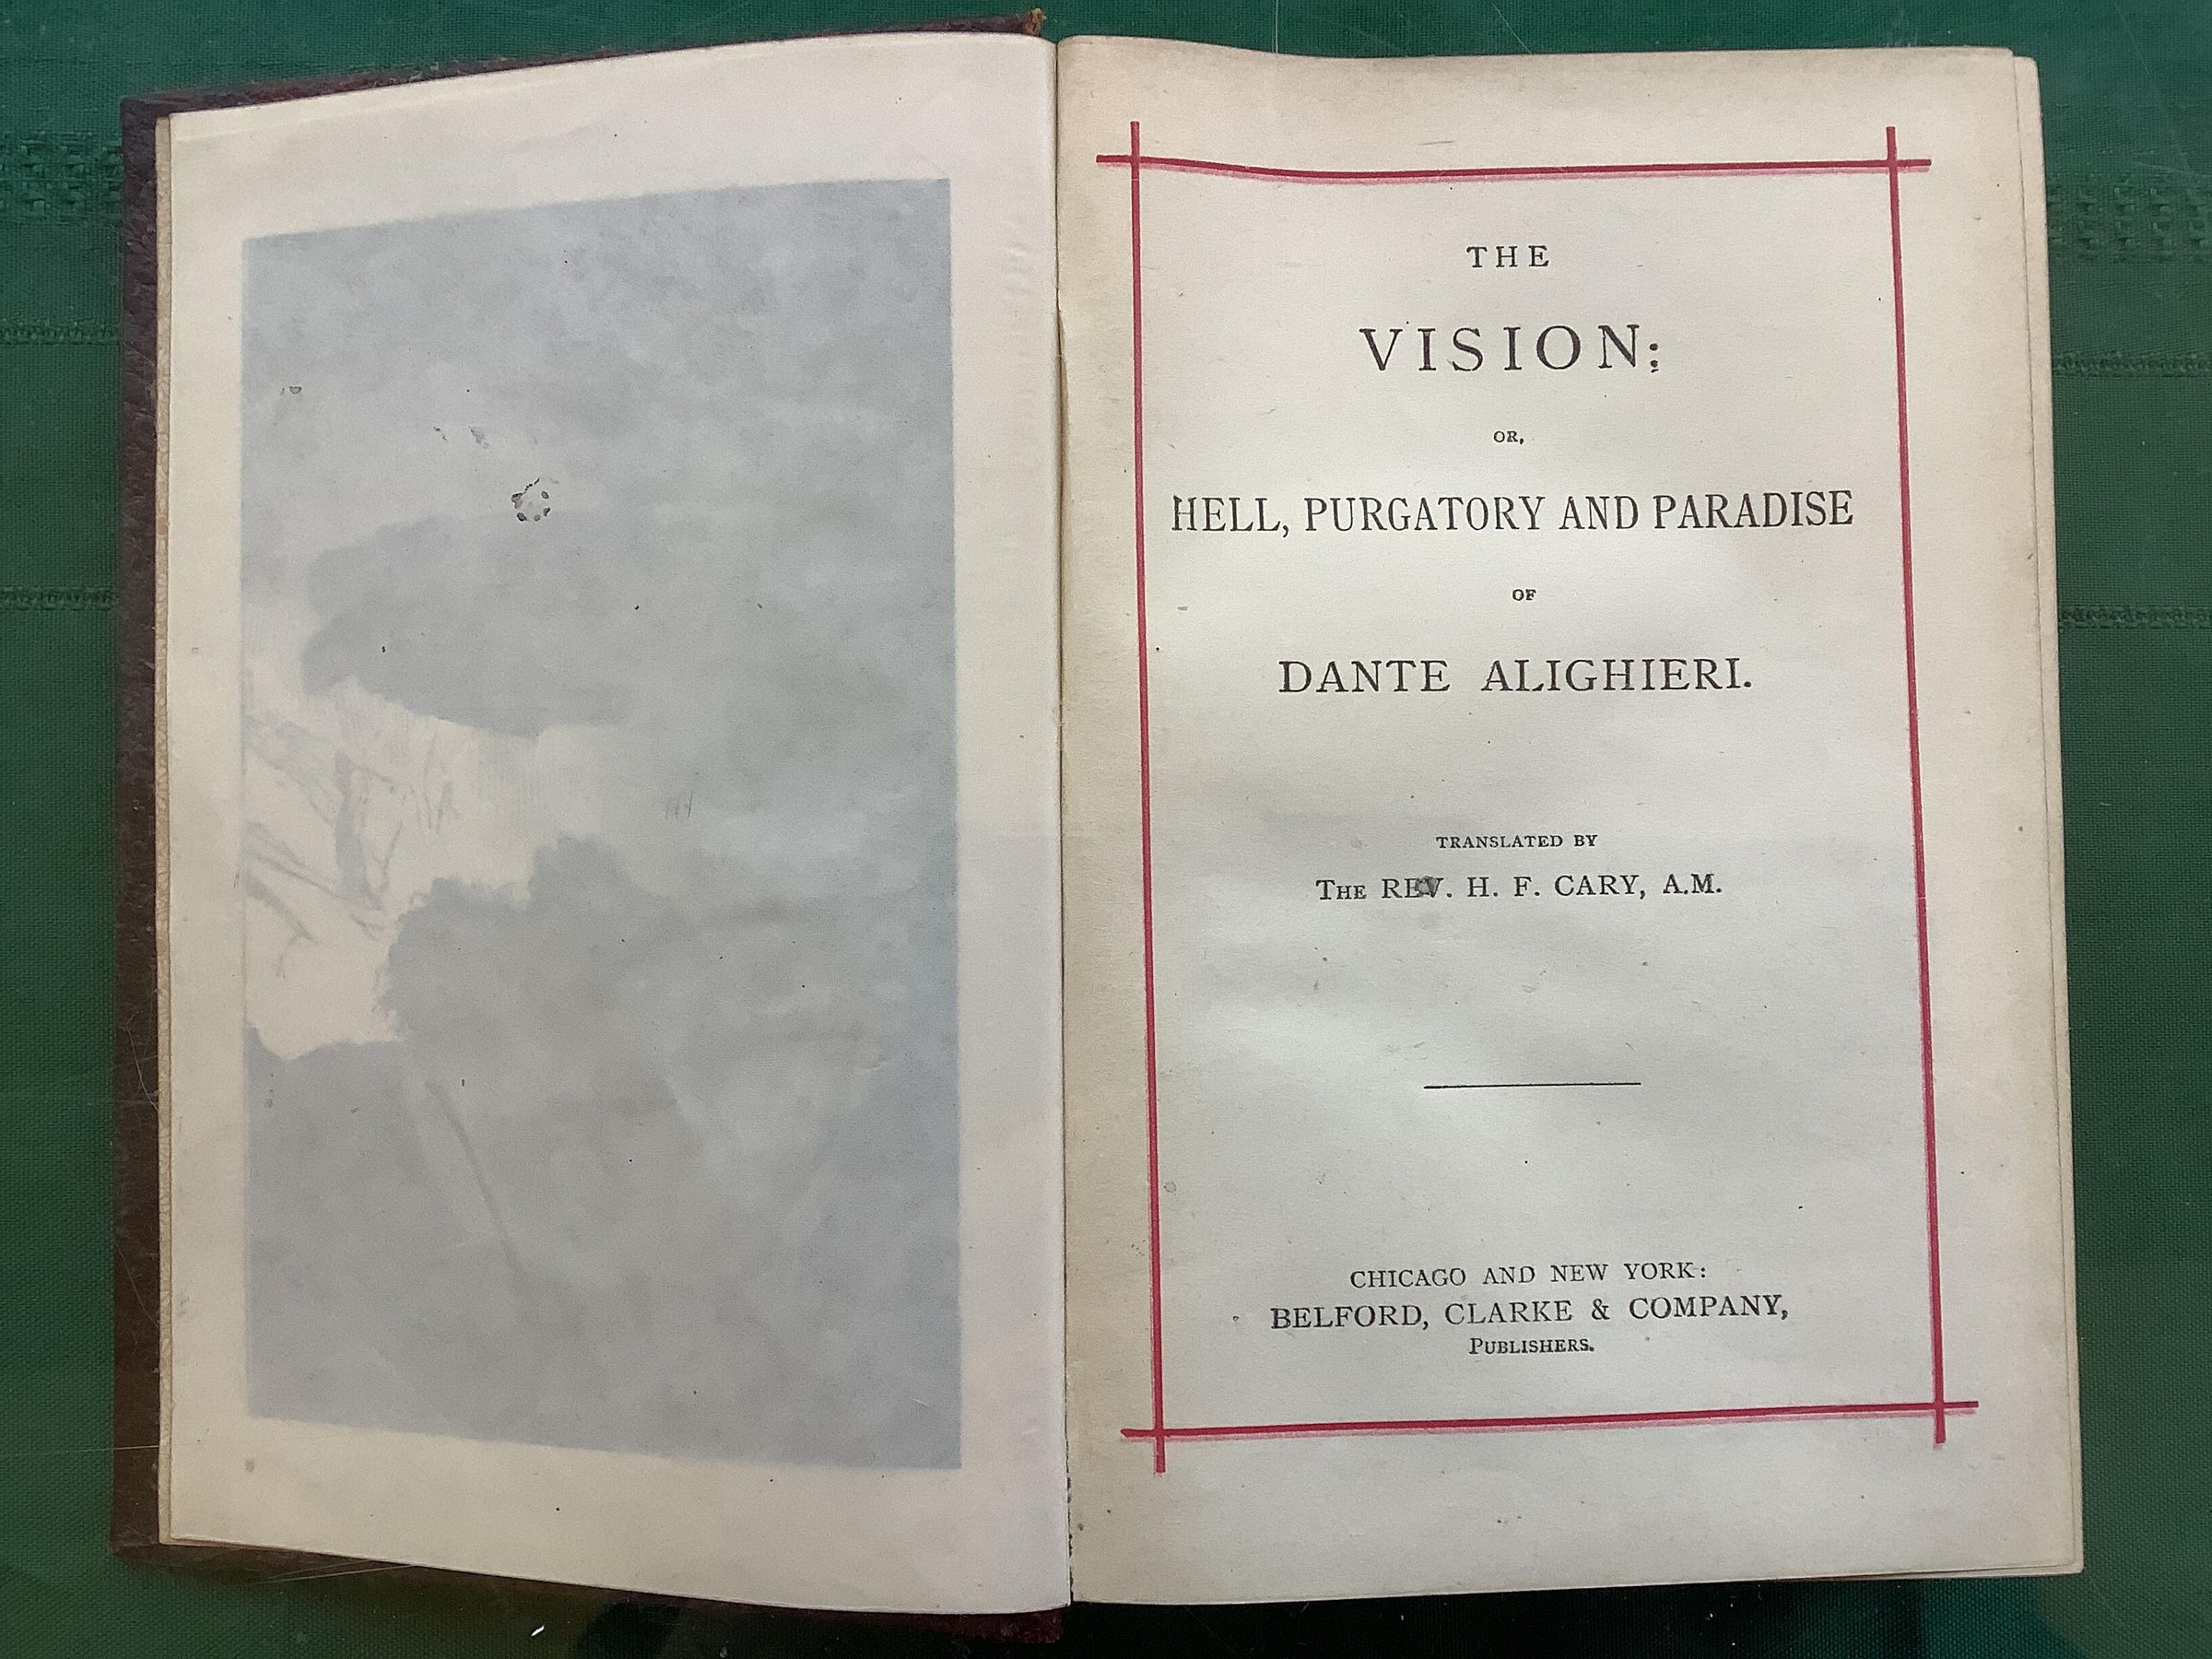 THE
VISION;
OR,
HELL, PURGATORY AND PARADISE
OF
DANTE ALIGHIERI.
TRANSLATED BY
THE REV. H. F. CARY, A.M.
CHICAGO AND NEW YORK:
BELFORD, CLARKE & COMPANY,
PUBLISHERS.